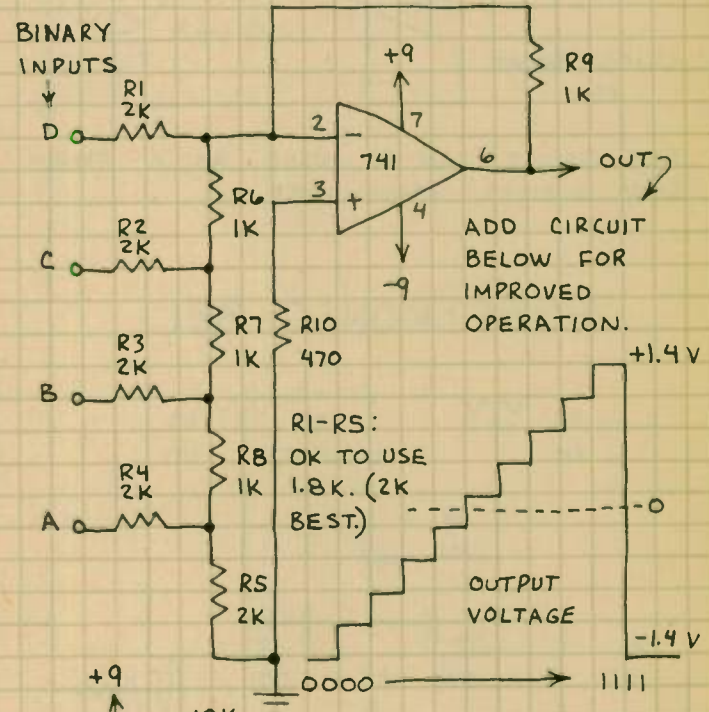 BINARY
INPUTS
R1
2K
D
R2
2K
C
R3
2K
B
R4
2K
A
R6
1K
R7
1K
R8
1K
R5
2K
+9
7
2
-
741
6
3
+
4
-9
R9
1K
OUT
R10
470
ADD CIRCUIT
BELOW FOR
IMPROVED
OPERATION.
R1-R5:
OK TO USE
1.8K. (2K
BEST.)
+1.4 V
0
OUTPUT
VOLTAGE
-1.4 V
0000
1111
+9